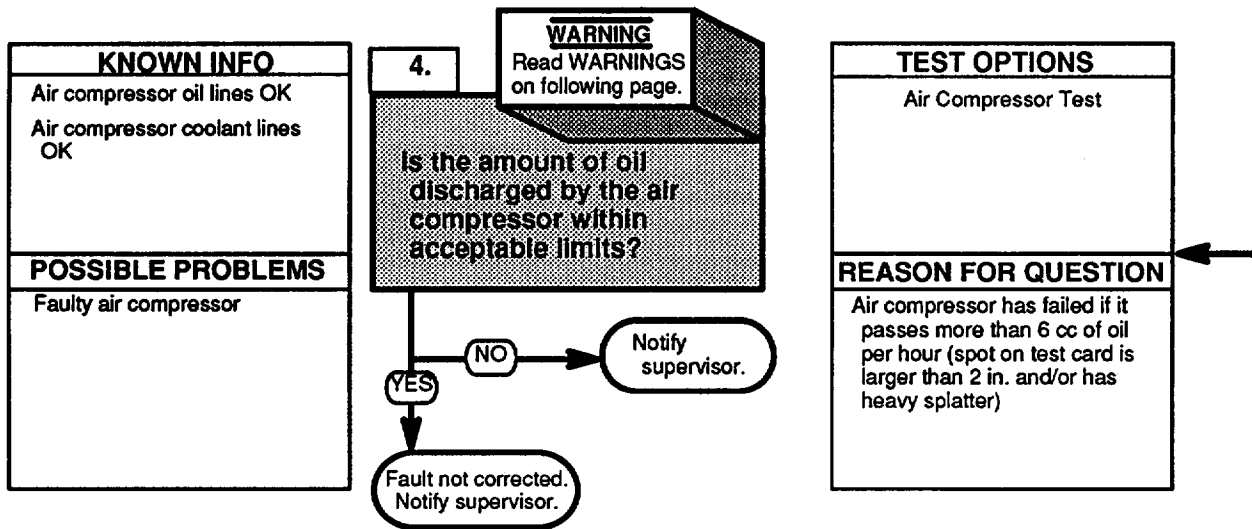 KNOWN INFO
Air compressor oil lines OK
Air compressor coolant lines
OK
POSSIBLE PROBLEMS
Faulty air compressor
4.
WARNING
Read WARNINGS
on following page.
Is the amount of oil
discharged by the air
compressor within
acceptable limits?
NO
Notify
supervisor.
YES
Fault not corrected.
Notify supervisor.
TEST OPTIONS
Air Compressor Test
REASON FOR QUESTION
Air compressor has failed if it
passes more than 6 cc of oil
per hour (spot on test card is
larger than 2 in. and/or has
heavy splatter)